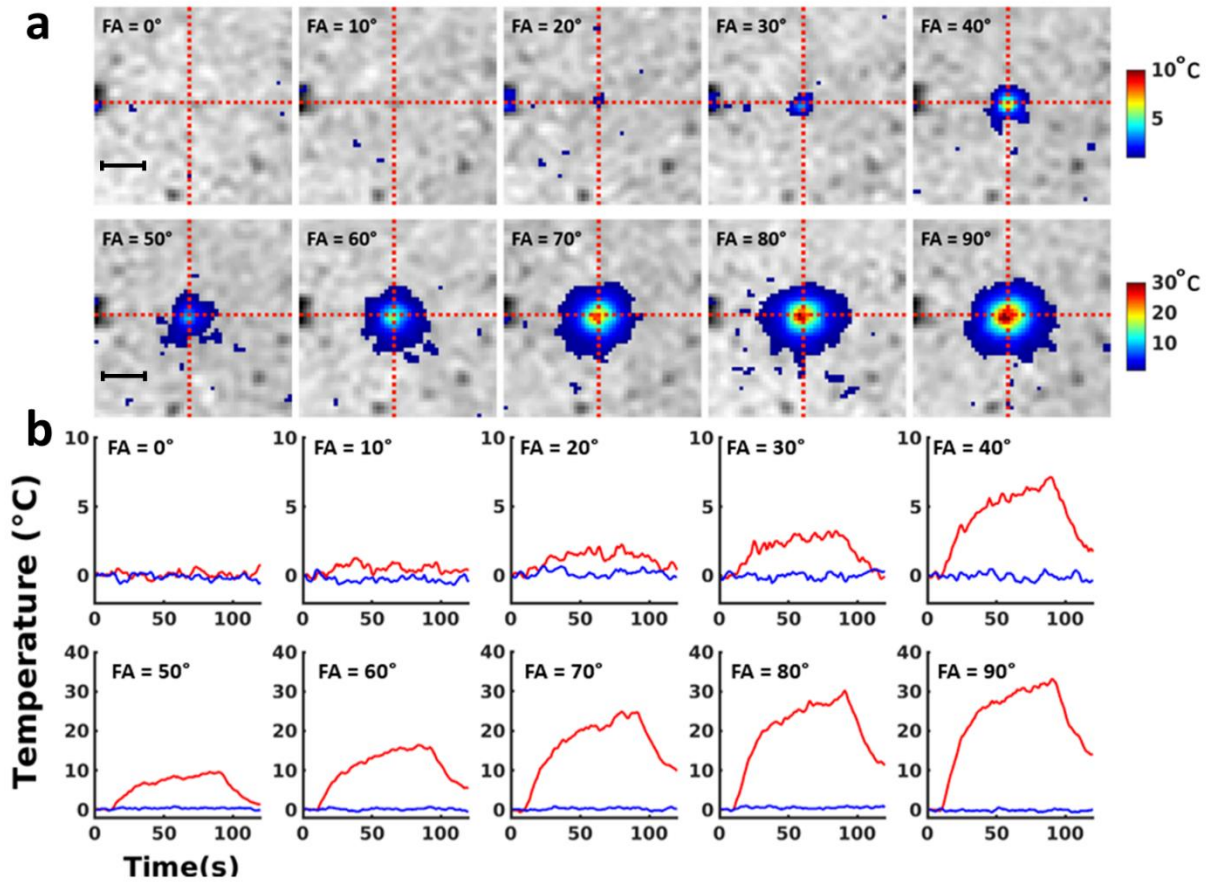 a
FA = 0° FA = 10° FA = 20° FA = 30° FA = 40°
10°C
5
FA = 50° FA = 60° FA = 70° FA = 80° FA = 90°
30°C
20
10
b
Temperature (°C)
10 10 10 10 10
FA = 0° FA = 10° FA = 20° FA = 30° FA = 40°
5 5 5 5 5
0 0 0 0 0
0 50 100 0 50 100 0 50 100 0 50 100 0 50 100
40 40 40 40 40
FA = 50° FA = 60° FA = 70° FA = 80° FA = 90°
30 30 30 30 30
20 20 20 20 20
10 10 10 10 10
0 0 0 0 0
0 50 100 0 50 100 0 50 100 0 50 100 0 50 100
Time(s)